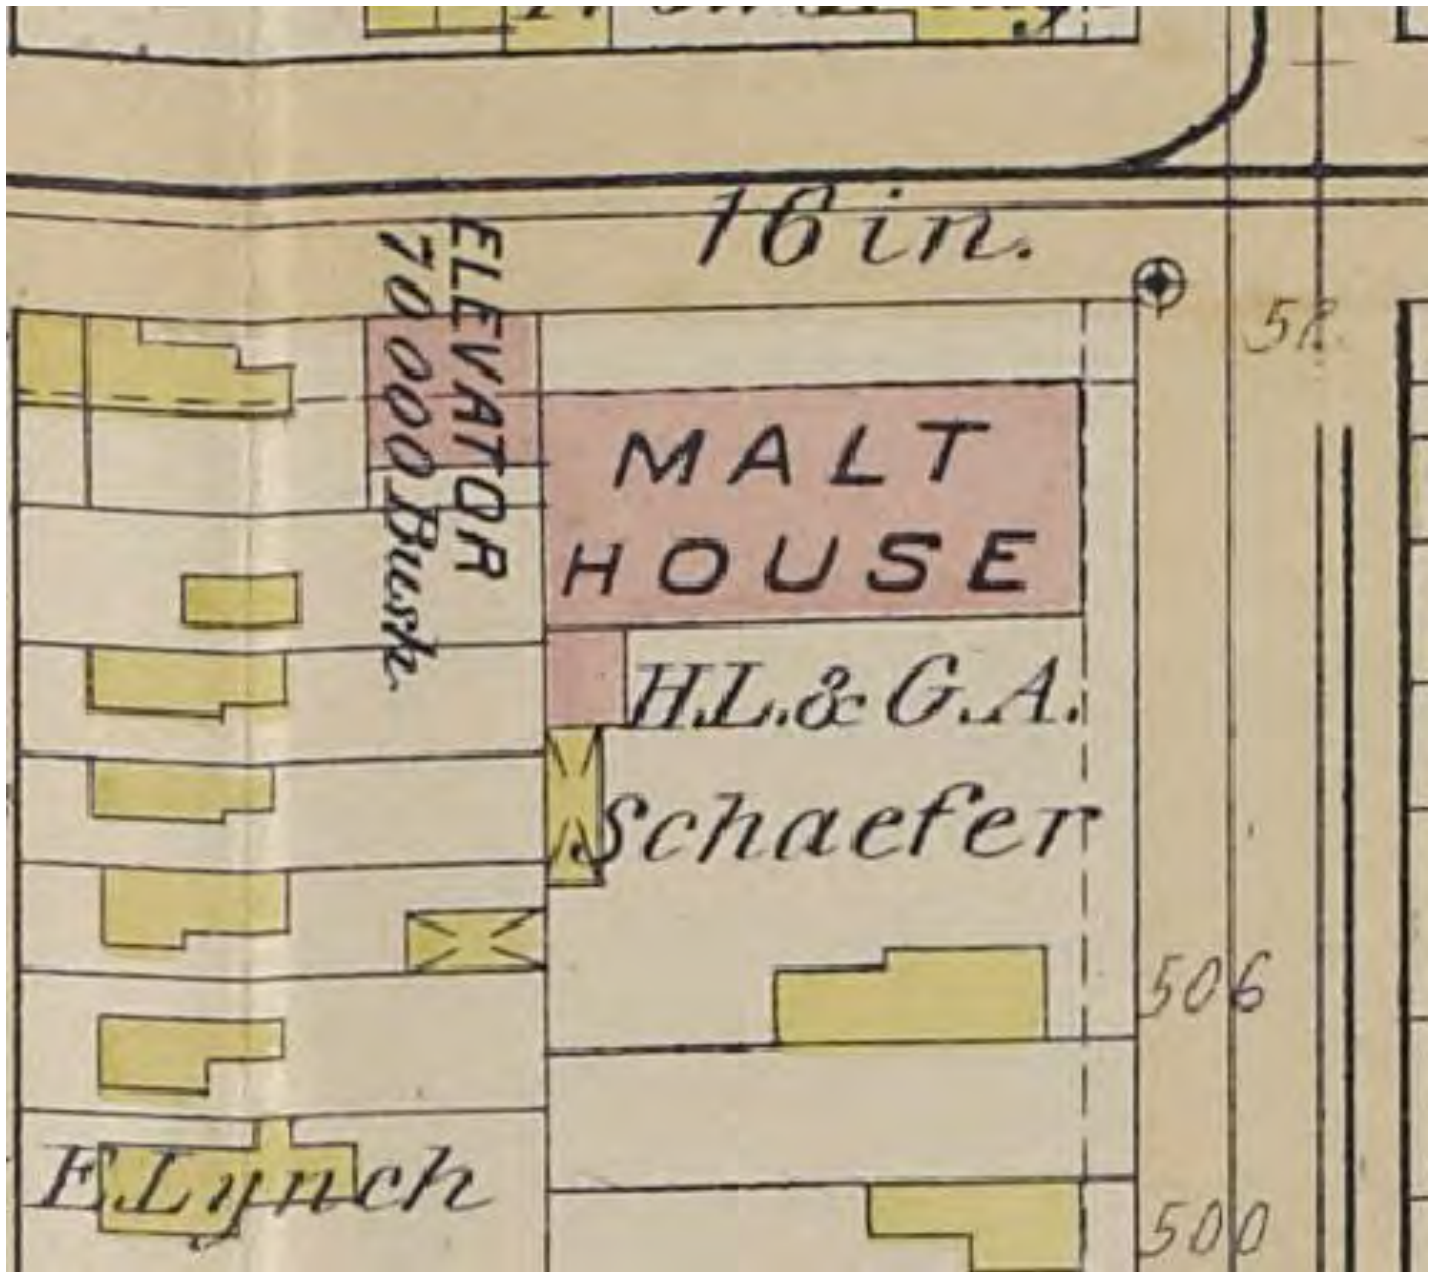 16 in.
ELEVATOR
70 000 Bush.
MALT
HOUSE
H.L. & G.A.
Schaefer
506
E Lynch
500